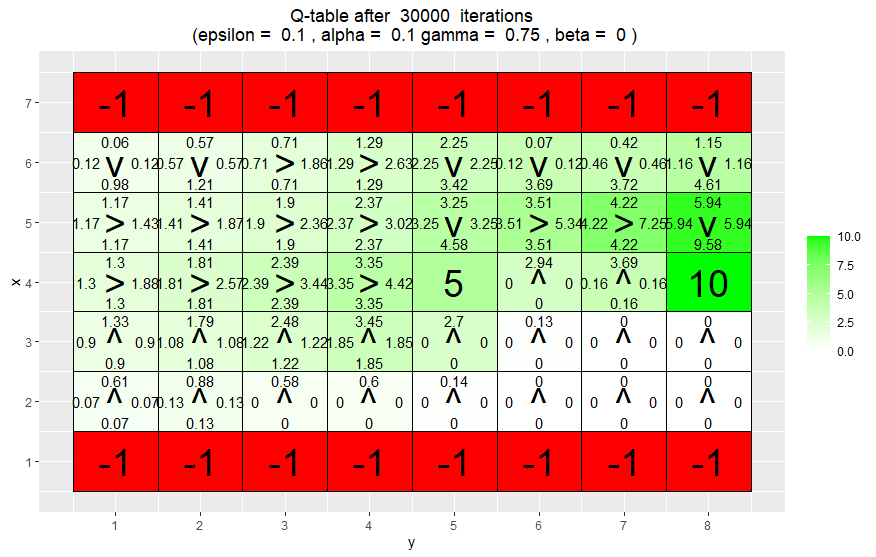 Q-table after 30000 iterations
(epsilon = 0.1 , alpha = 0.1 gamma = 0.75 , beta = 0 )
7 -1 -1 -1 -1 -1 -1 -1 -1
0.06 0.57 0.71 1.29 2.25 0.07 0.42 1.15
6 0.12 v 0.12 0.57 v 0.57 0.71 > 1.86 1.29 > 2.63 2.25 v 2.25 0.12 v 0.12 0.46 v 0.46 1.16 v 1.16
0.98 1.21 0.71 1.29 3.42 3.69 3.72 4.61
1.17 1.41 1.9 2.37 3.25 3.51 4.22 5.94
5 1.17 > 1.43 1.41 > 1.87 1.9 > 2.36 2.37 > 3.02 3.25 v 3.25 3.51 > 5.34 4.22 > 7.25 5.94 v 5.94
1.17 1.41 1.9 2.37 4.58 3.51 4.22 9.58
1.3 1.81 2.39 3.35 2.94 3.69
x 4 1.3 > 1.88 1.81 > 2.57 2.39 > 3.44 3.35 > 4.42 5 0 ^ 0 0.16 ^ 0.16 10
1.3 1.81 2.39 3.35 0 0.16
1.33 1.79 2.48 3.45 2.7 0.13 0 0
3 0.9 ^ 0.9 1.08 ^ 1.08 1.22 ^ 1.22 1.85 ^ 1.85 0 ^ 0 0 ^ 0 0 ^ 0 0 ^ 0
0.9 1.08 1.22 1.85 0 0 0 0
0.61 0.88 0.58 0.6 0.14 0 0 0
2 0.07 ^ 0.07 0.13 ^ 0.13 0 ^ 0 0 ^ 0 0 ^ 0 0 ^ 0 0 ^ 0 0 ^ 0
0.07 0.13 0 0 0 0 0 0
1 -1 -1 -1 -1 -1 -1 -1 -1
1 2 3 4 5 6 7 8
y
10.0
7.5
5.0
2.5
0.0